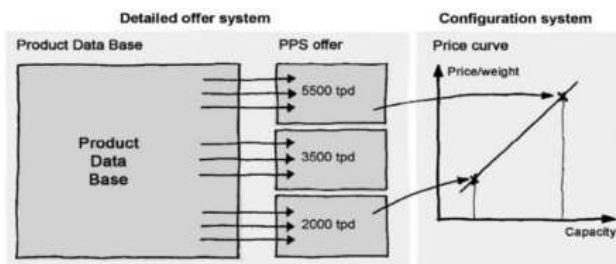 Detailed offer system
Configuration system
Product Data Base
PPS offer
Price curve
5500 tpd
Price/weight
Product
Data
Base
3500 tpd
2000 tpd
Capacity